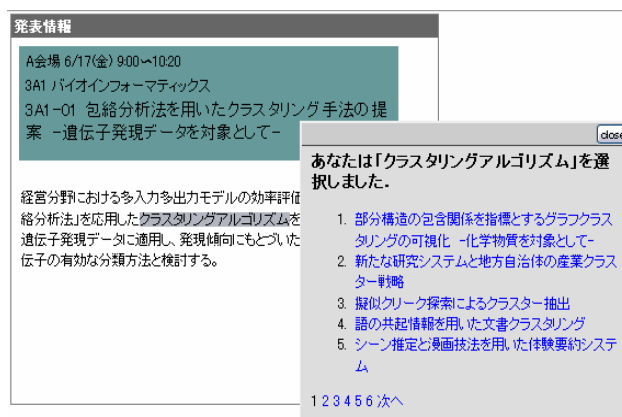 発表情報
A会場 6/17(金) 9:00〜10:20
3A1 バイオインフォーマティックス
3A1-01 包絡分析法を用いたクラスタリング手法の提
案 -遺伝子発現データを対象として-
経営分野における多入力多出力モデルの効率評価
絡分析法」を応用したクラスタリングアルゴリズムを
遺伝子発現データに適用し、発現傾向にもとづいた
伝子の有効な分類方法と検討する。
close
あなたは「クラスタリングアルゴリズム」を選
択しました.
1. 部分構造の包含関係を指標とするグラフクラス
タリングの可視化 -化学物質を対象として-
2. 新たな研究システムと地方自治体の産業クラス
ター戦略
3. 擬似クリーク探索によるクラスター抽出
4. 語の共起情報を用いた文書クラスタリング
5. シーン推定と漫画技法を用いた体験要約システ
ム
1 2 3 4 5 6 次へ